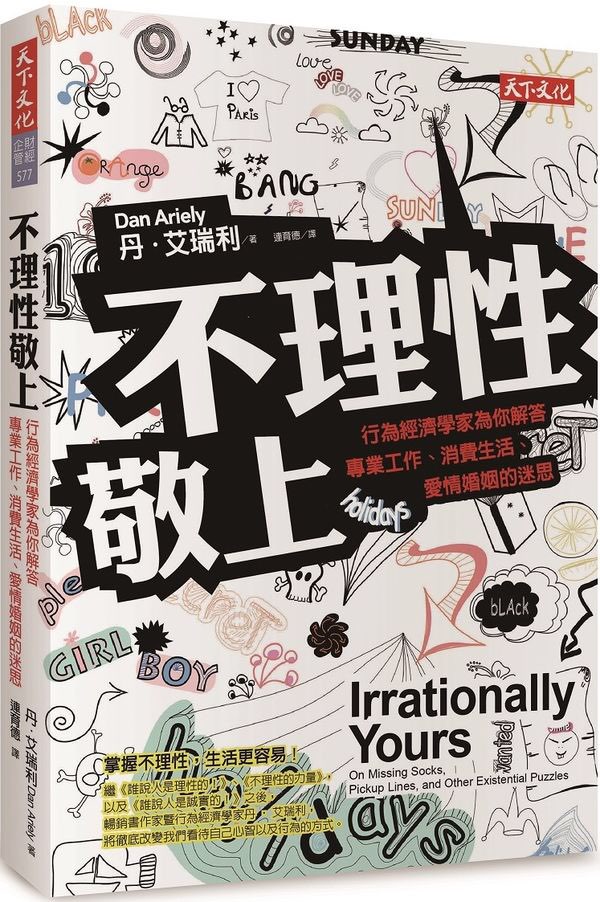 天下文化
財經
企管
577
不理性敬上
行為經濟學家為你解答
專業工作、消費生活、愛情婚姻的迷思
丹・艾瑞利 Dan Ariely 著
連育德 譯
BLACK
SUNDAY
love
LOVE
LOVE
I
PARIS
ORANGE
BANG
SUN
天下文化
Dan Ariely
丹・艾瑞利/著 連育德/譯
不理性
敬上
行為經濟學家為你解答
專業工作、消費生活、
愛情婚姻的迷思
holidays
bLAck
GIRL
BOY
ple
Wanted
Irrationally
Yours
On Missing Socks,
Pickup Lines, and Other Existential Puzzles
掌握不理性，生活更容易！
繼《誰說人是理性的！》、《不理性的力量》，
以及《誰說人是誠實的！》之後，
暢銷書作家暨行為經濟學家丹・艾瑞利，
將徹底改變我們看待自己心智以及行為的方式。